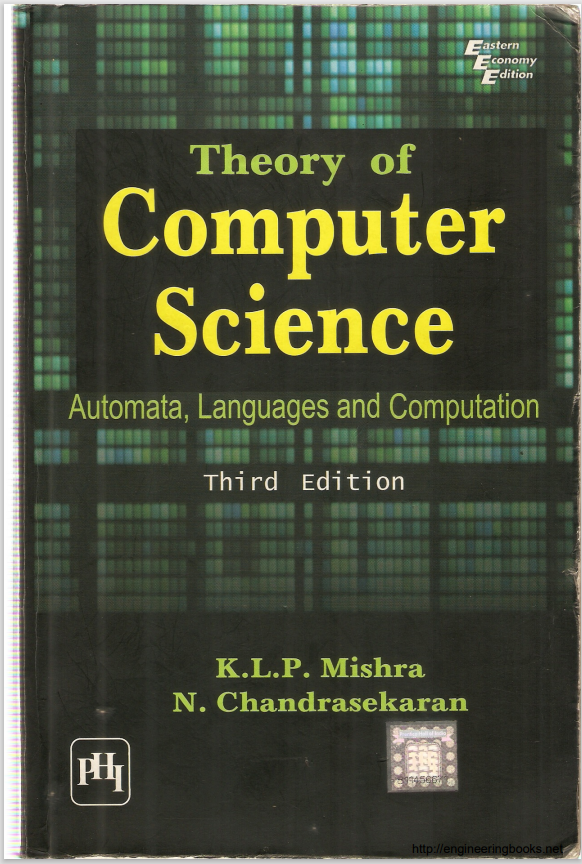 Eastern
Economy
Edition
Theory of
Computer
Science
Automata, Languages and Computation
Third Edition
K.L.P. Mishra
N. Chandrasekaran
PHI
http://engineeringbooks.net